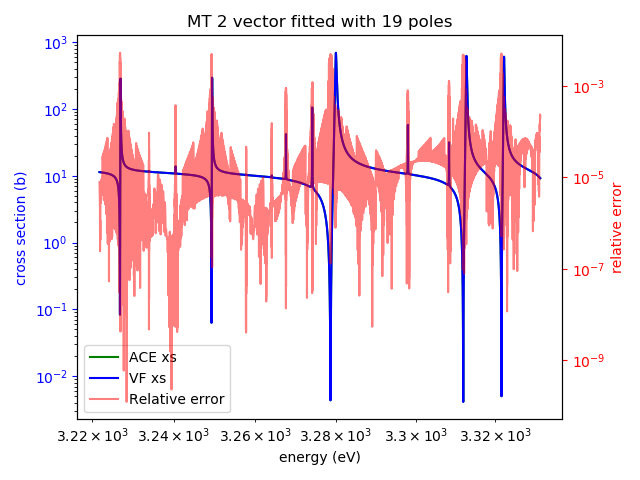 MT 2 vector fitted with 19 poles
10³
10²
10¹
10⁰
10⁻¹
10⁻²
cross section (b)
10⁻³
10⁻⁵
10⁻⁷
10⁻⁹
relative error
ACE xs
VF xs
Relative error
3.22 × 10³ 3.24 × 10³ 3.26 × 10³ 3.28 × 10³ 3.3 × 10³ 3.32 × 10³
energy (eV)